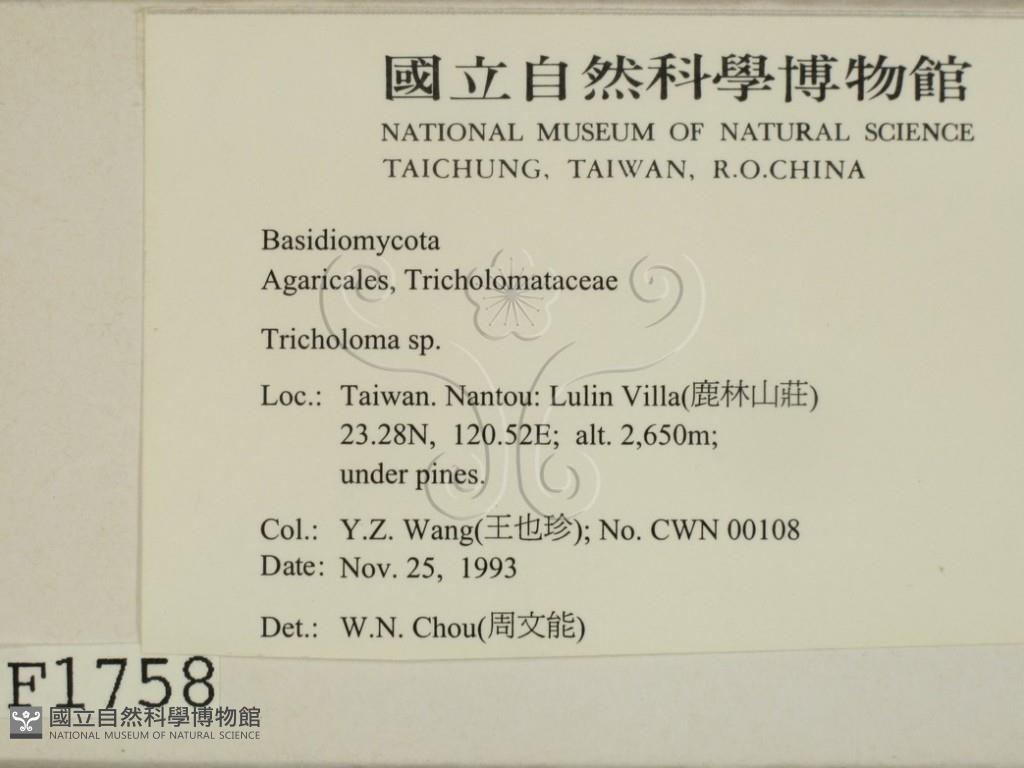 國立自然科學博物館
NATIONAL MUSEUM OF NATURAL SCIENCE
TAICHUNG, TAIWAN, R.O.CHINA
Basidiomycota
Agaricales, Tricholomataceae
Tricholoma sp.
Loc.: Taiwan. Nantou: Lulin Villa(鹿林山莊)
23.28N, 120.52E; alt. 2,650m;
under pines.
Col.: Y.Z. Wang(王也珍); No. CWN 00108
Date: Nov. 25, 1993
Det.: W.N. Chou(周文能)
F1758
國立自然科學博物館
NATIONAL MUSEUM OF NATURAL SCIENCE